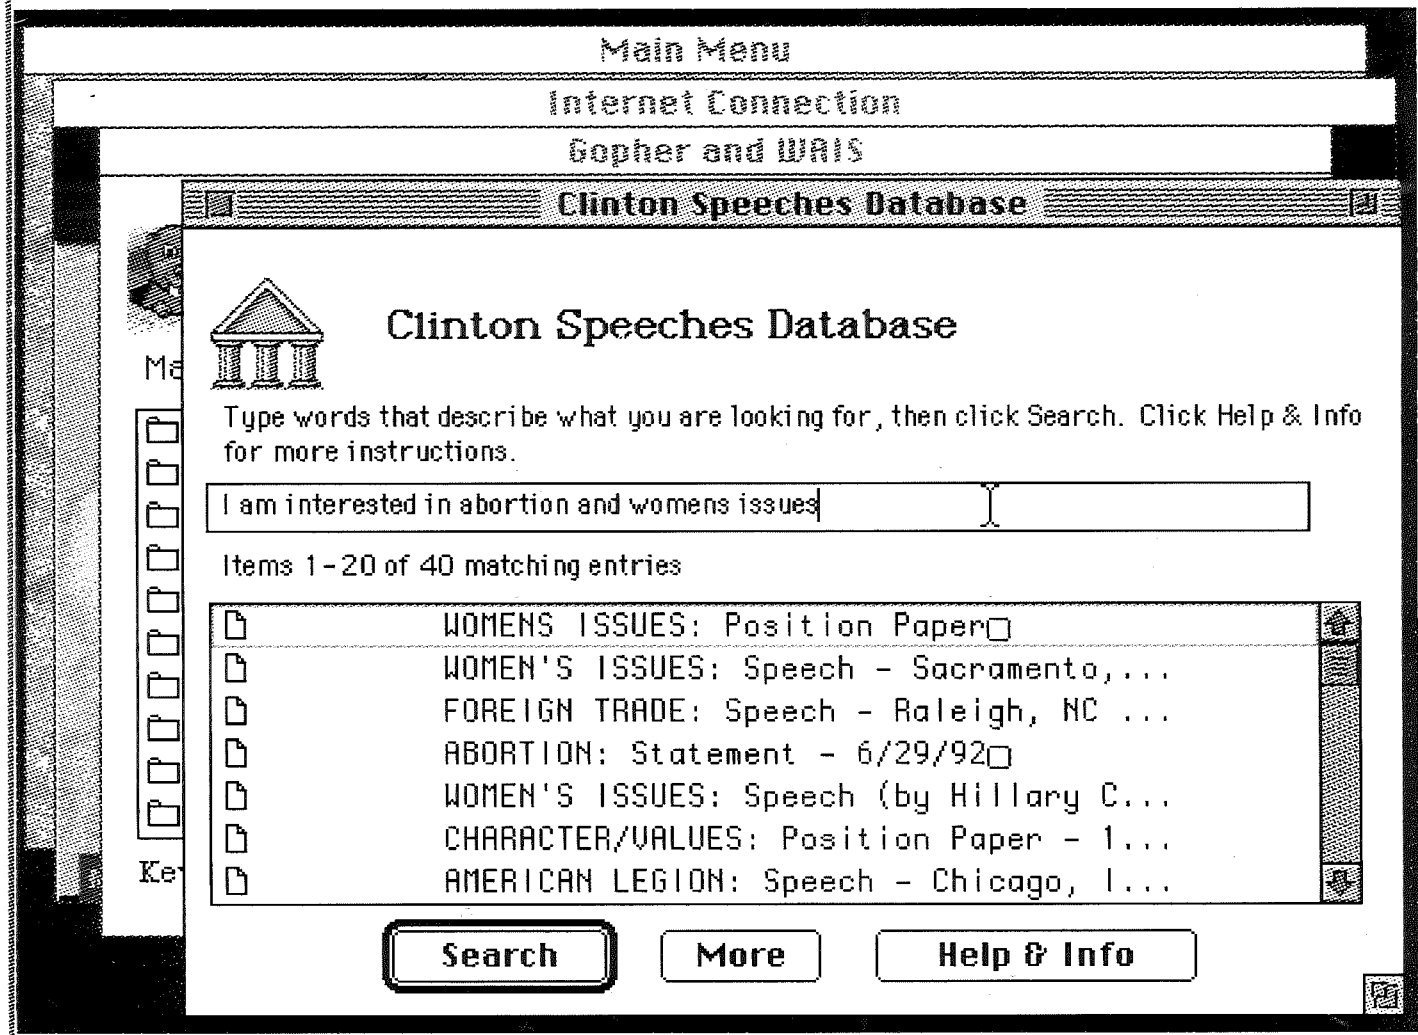 Main Menu
Internet Connection
Gopher and WAIS
Clinton Speeches Database
Clinton Speeches Database
Type words that describe what you are looking for, then click Search. Click Help & Info
for more instructions.
I am interested in abortion and womens issues
Items 1-20 of 40 matching entries
WOMENS ISSUES: Position Paper□
WOMEN'S ISSUES: Speech - Sacramento,...
FOREIGN TRADE: Speech - Raleigh, NC ...
ABORTION: Statement - 6/29/92□
WOMEN'S ISSUES: Speech (by Hillary C...
CHARACTER/VALUES: Position Paper - 1...
AMERICAN LEGION: Speech - Chicago, I...
Search More Help & Info